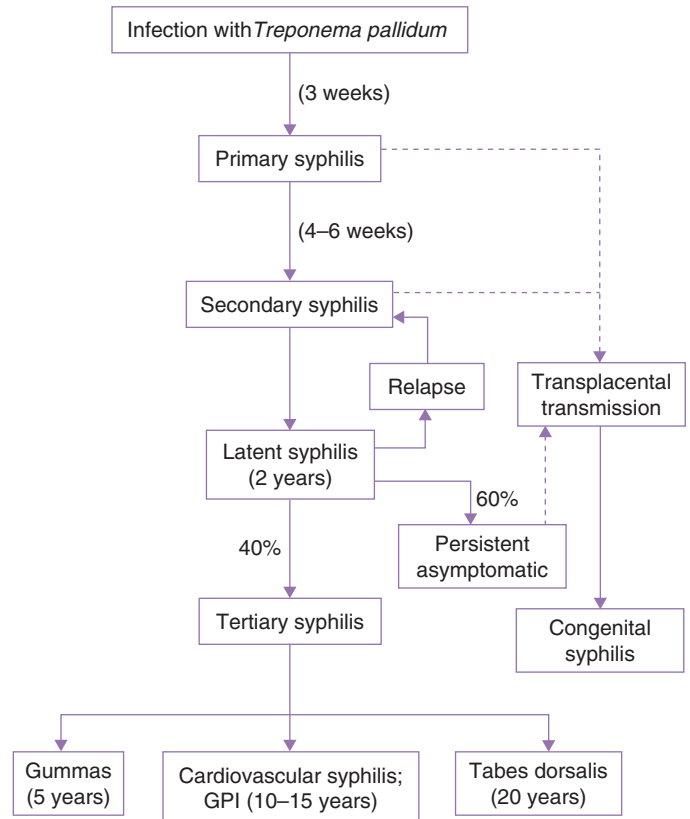 Infection with Treponema pallidum
(3 weeks)
Primary syphilis
(4–6 weeks)
Secondary syphilis
Relapse
Transplacental
transmission
Latent syphilis
(2 years)
60%
40%
Persistent
asymptomatic
Tertiary syphilis
Congenital
syphilis
Gummas
(5 years)
Cardiovascular syphilis;
GPI (10–15 years)
Tabes dorsalis
(20 years)